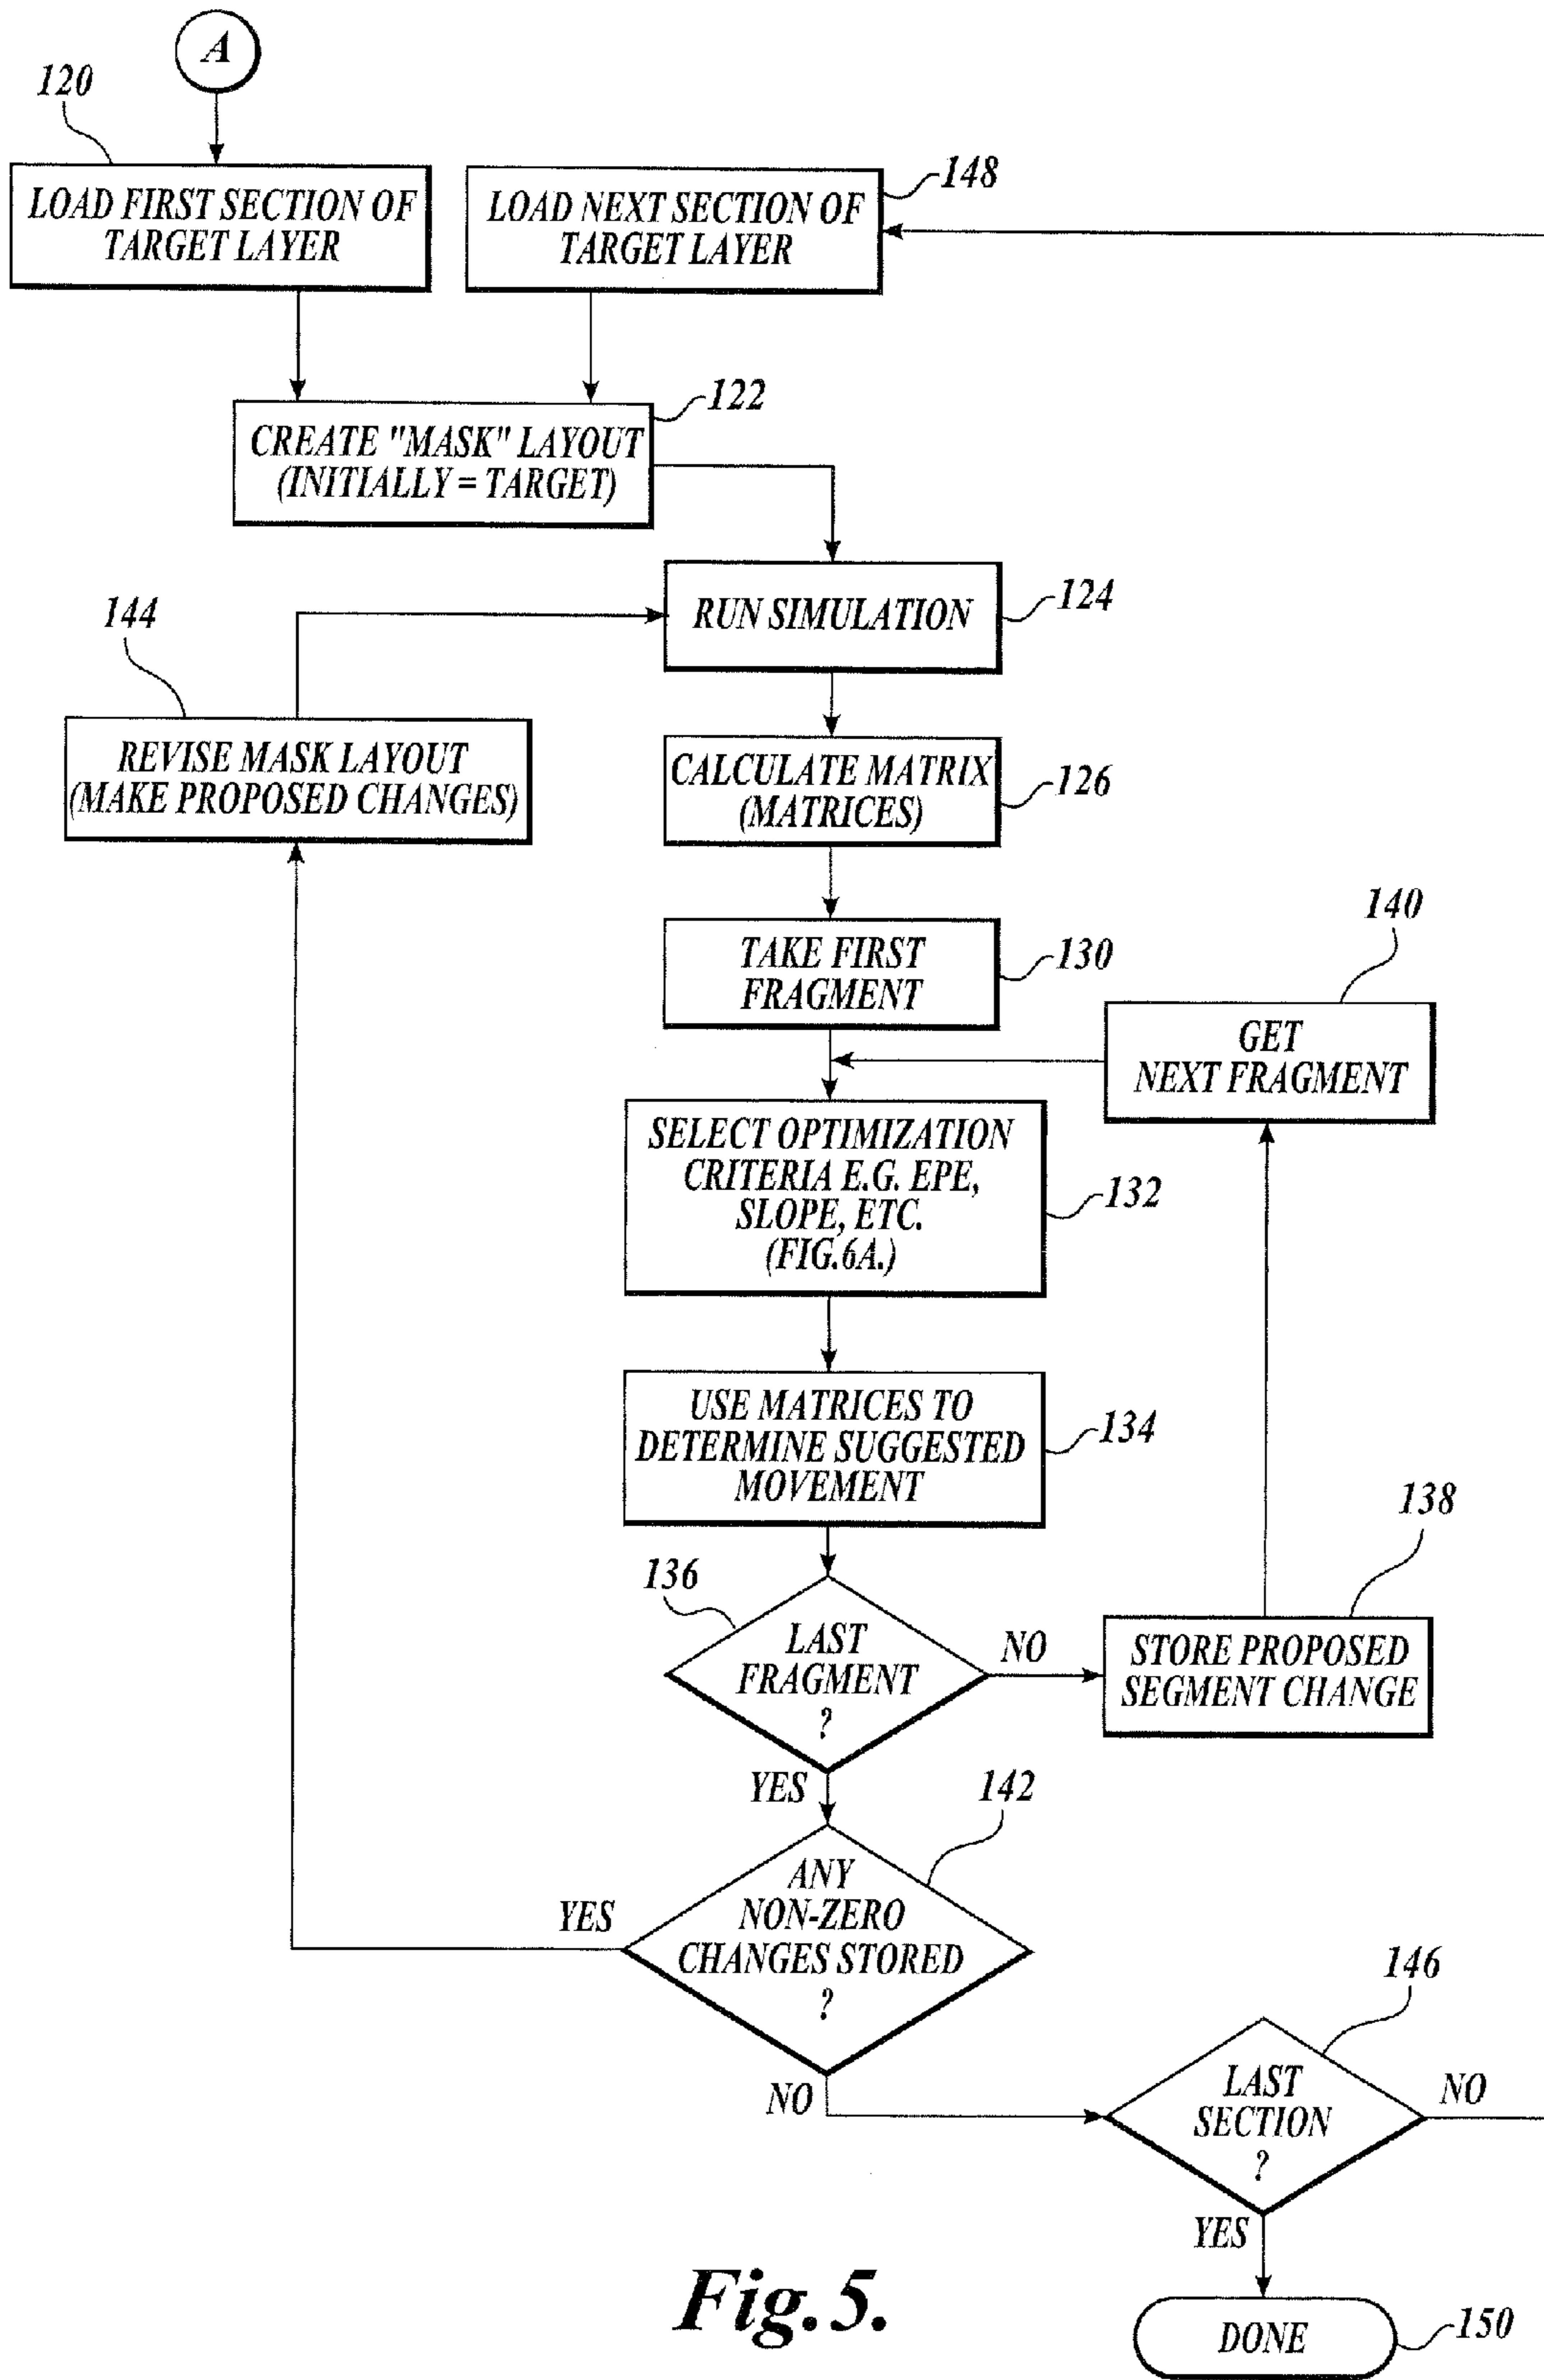 A
120
LOAD FIRST SECTION OF
TARGET LAYER
LOAD NEXT SECTION OF
TARGET LAYER
148
122
CREATE "MASK" LAYOUT
(INITIALLY = TARGET)
RUN SIMULATION
124
144
REVISE MASK LAYOUT
(MAKE PROPOSED CHANGES)
CALCULATE MATRIX
(MATRICES)
126
TAKE FIRST
FRAGMENT
130
140
GET
NEXT FRAGMENT
SELECT OPTIMIZATION
CRITERIA E.G. EPE,
SLOPE, ETC.
(FIG.6A.)
132
USE MATRICES TO
DETERMINE SUGGESTED
MOVEMENT
134
136
LAST
FRAGMENT
?
NO
138
STORE PROPOSED
SEGMENT CHANGE
YES
142
ANY
NON-ZERO
CHANGES STORED
?
YES
NO
146
LAST
SECTION
?
NO
YES
DONE
150
Fig.5.